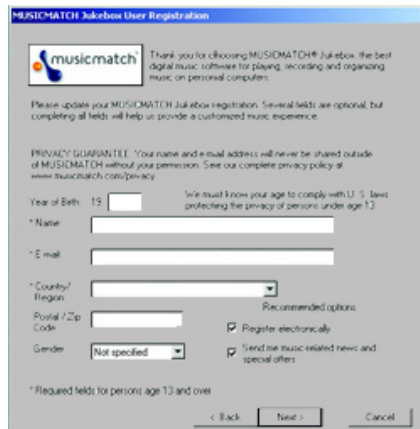 MUSICMATCH Jukebox User Registration
musicmatch
Thank you for choosing MUSICMATCH® Jukebox, the best
digital music software for playing, recording and organizing
music on personal computers.
Please update your MUSICMATCH Jukebox registration. Several fields are optional, but
completing all fields will help us provide a customized music experience.
PRIVACY GUARANTEE: Your name and e-mail address will never be shared outside
of MUSICMATCH without your permission. See our complete privacy policy at
www.musicmatch.com/privacy.
Year of Birth: 19
We must know your age to comply with U.S. laws
protecting the privacy of persons under age 13.
* Name
* E-mail
* Country/
Region:
Recommended options
Postal / Zip
Code
Register electronically
Gender
Not specified
Send me music-related news and
special offers
* Required fields for persons age 13 and over
< Back
Next >
Cancel